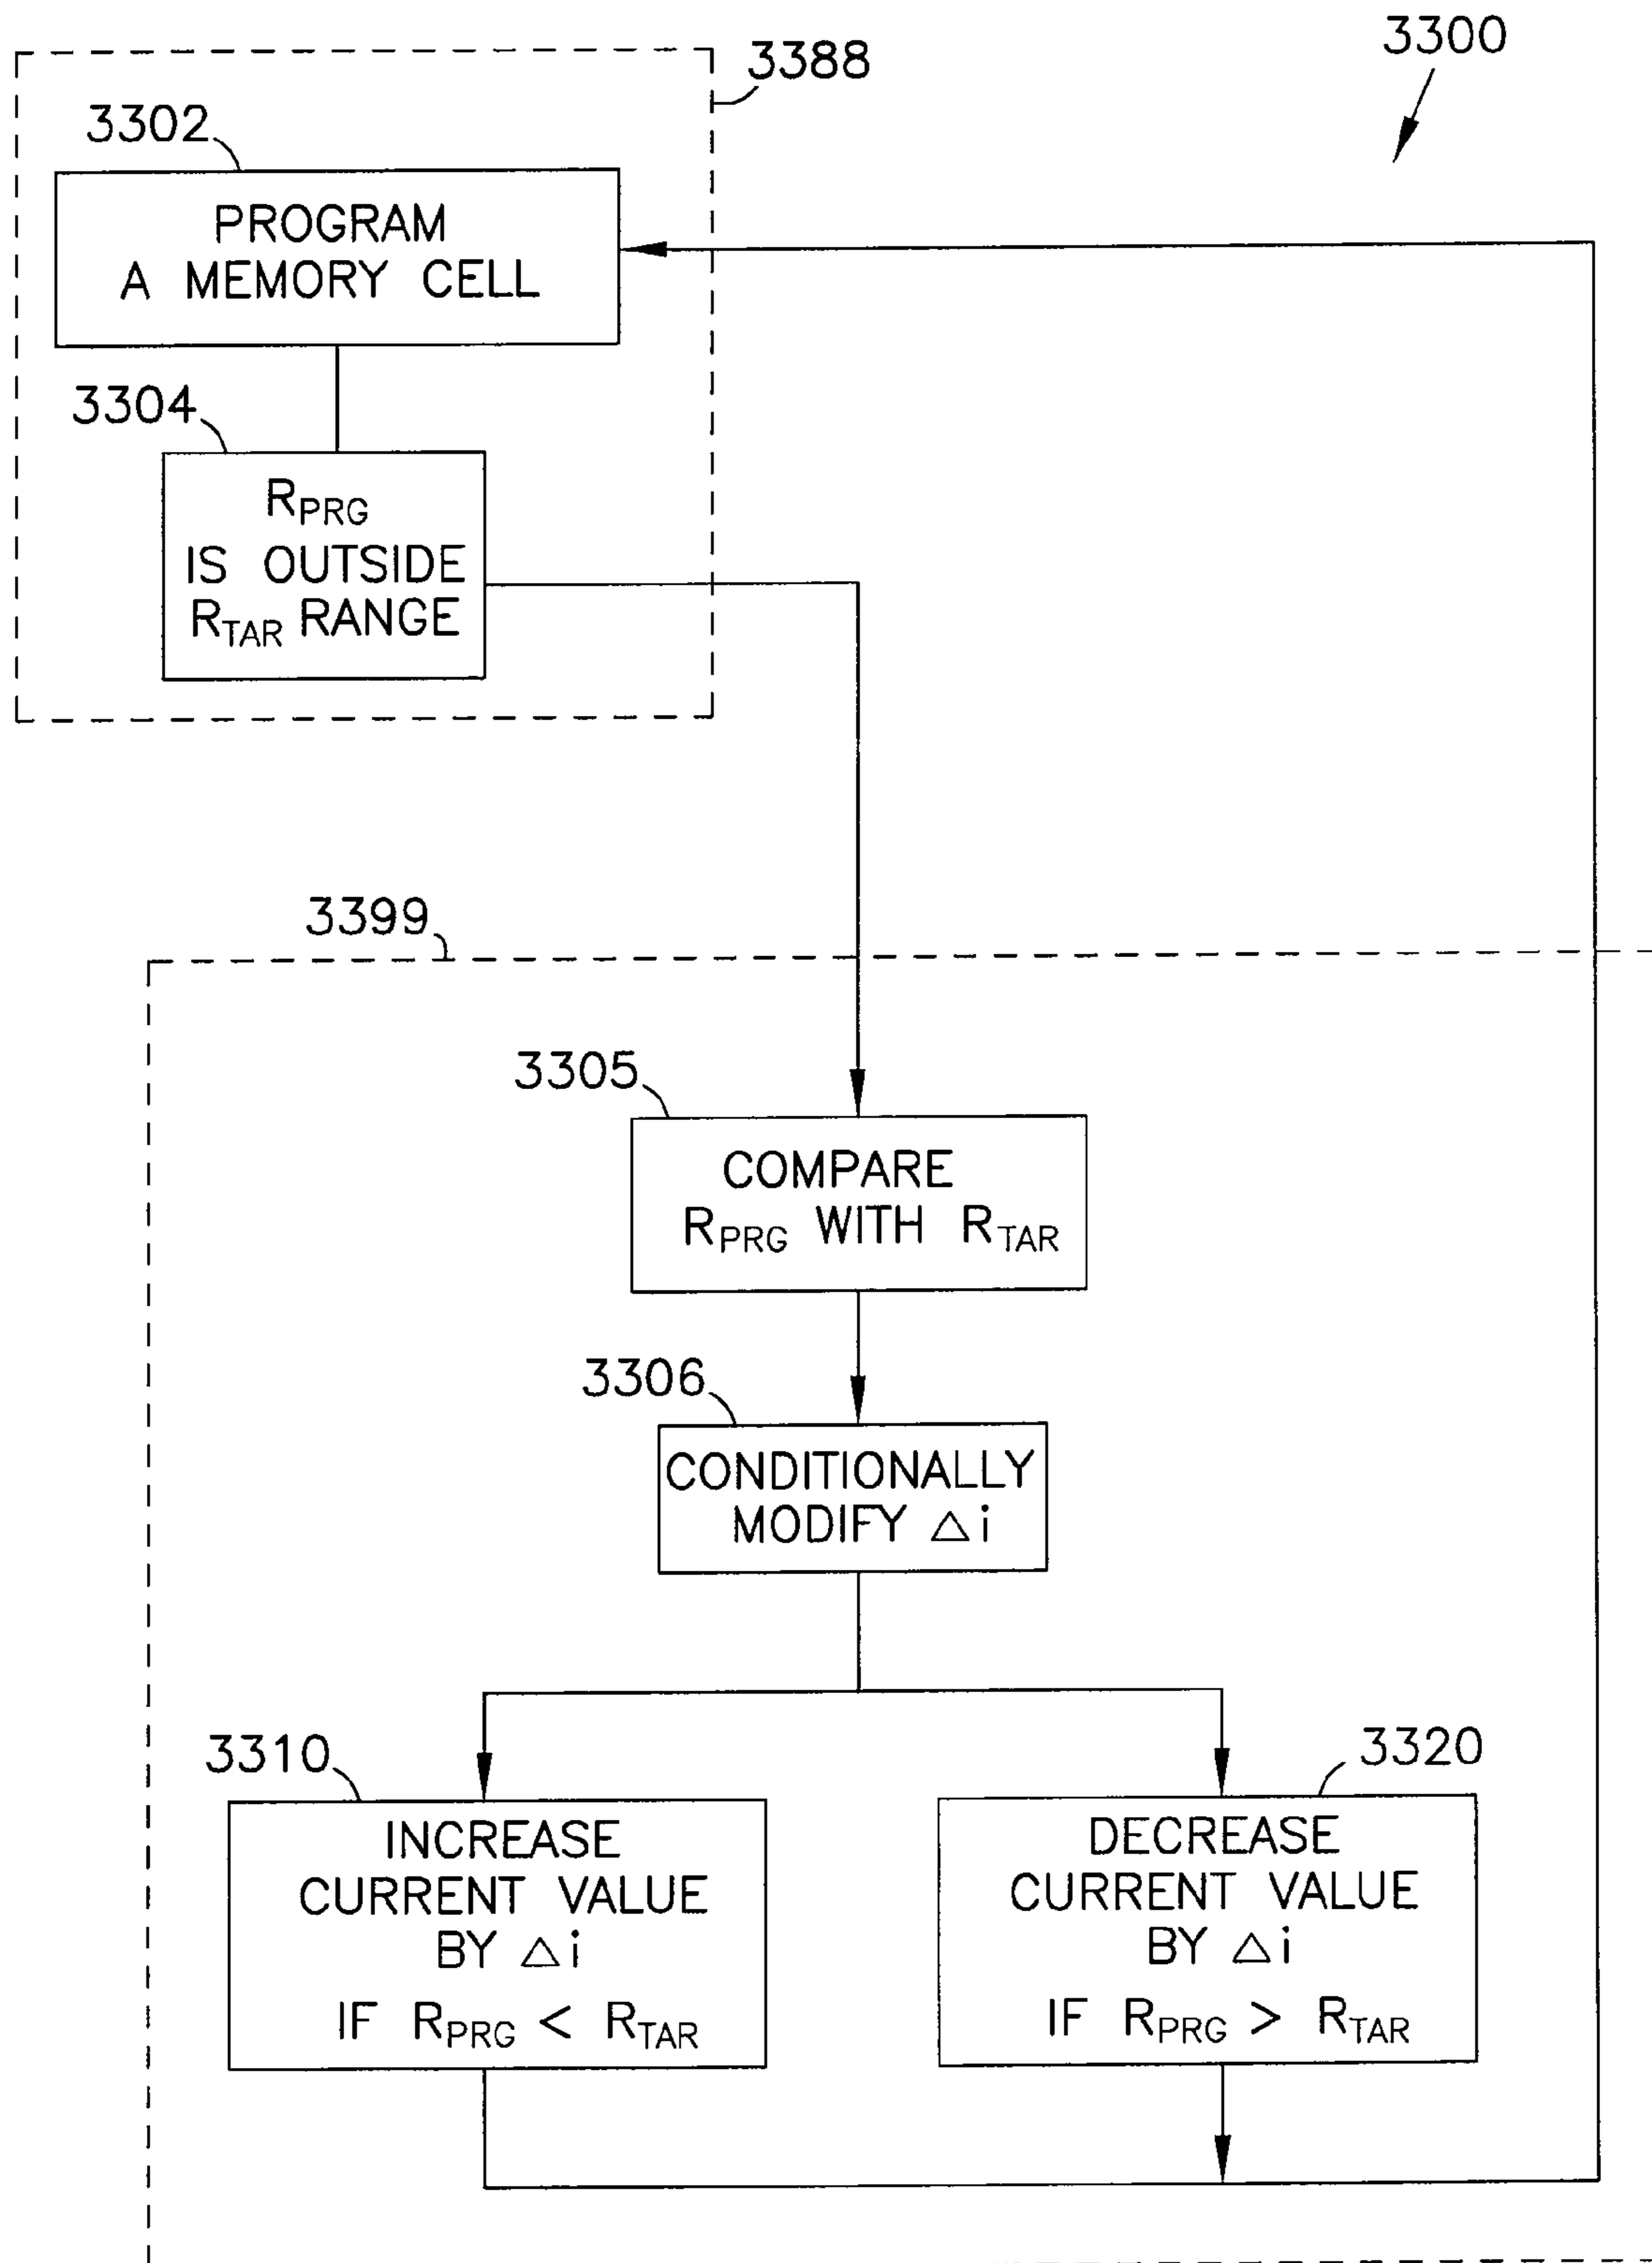 3300
3388
3302
PROGRAM
A MEMORY CELL
3304
RPRG
IS OUTSIDE
RTAR RANGE
3399
3305
COMPARE
RPRG WITH RTAR
3306
CONDITIONALLY
MODIFY △i
3310
INCREASE
CURRENT VALUE
BY △i
IF RPRG < RTAR
3320
DECREASE
CURRENT VALUE
BY △i
IF RPRG > RTAR